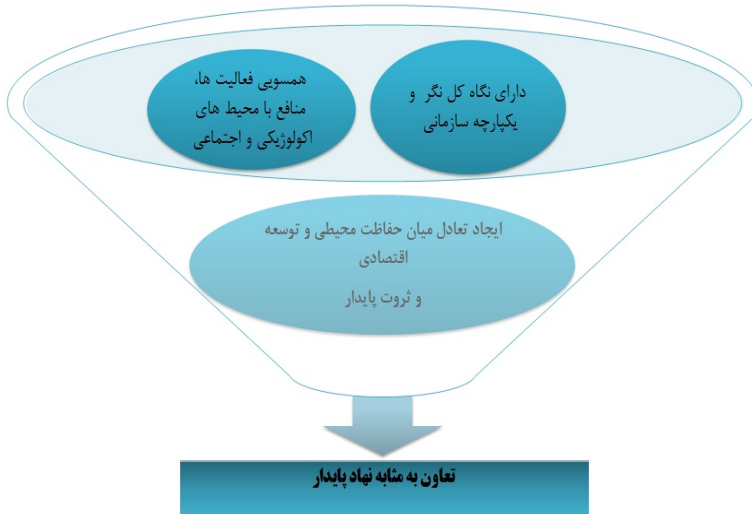 دارای نگاه کل نگر و
یکپارچه سازمانی
همسویی فعالیت ها،
منافع با محیط های
اکولوژیکی و اجتماعی
ایجاد تعادل میان حفاظت محیطی و توسعه
اقتصادی
و ثروت پایدار
تعاون به مثابه نهاد پایدار